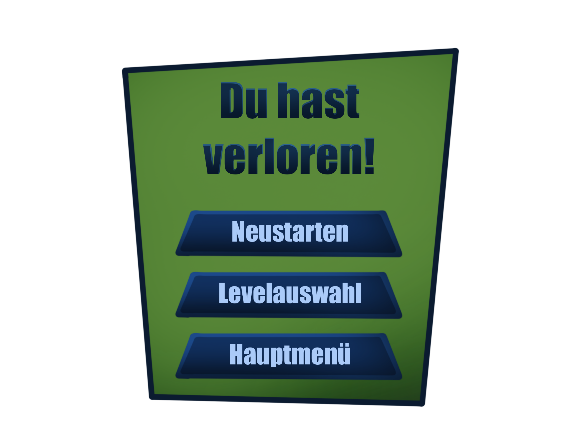 Du hast
verloren!
Neustarten
Levelauswahl
Hauptmenü